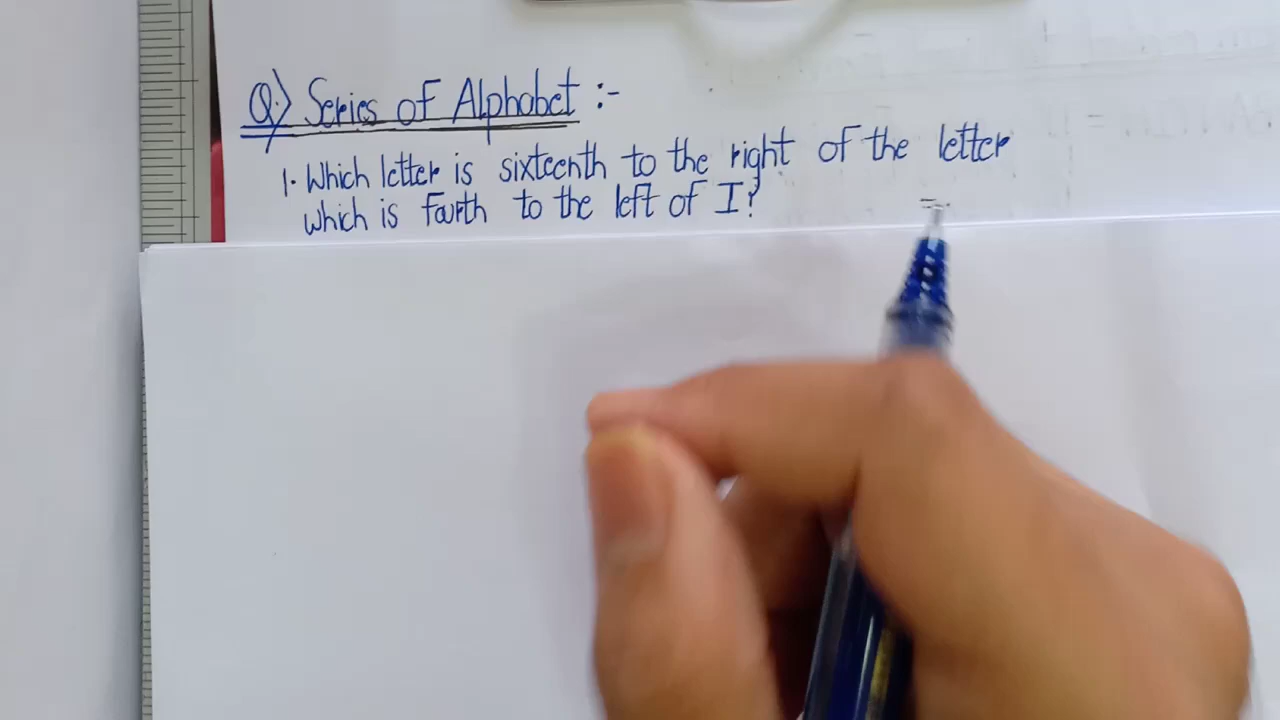 Q.) Series of Alphabet :-
1. Which letter is sixteenth to the right of the letter
which is fourth to the left of I?